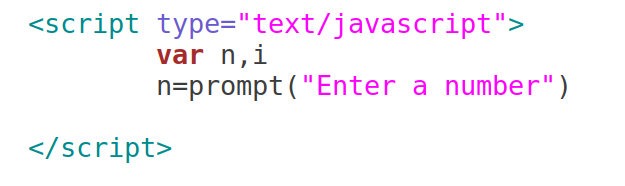 <script type="text/javascript">
var n,i
n=prompt("Enter a number")
</script>